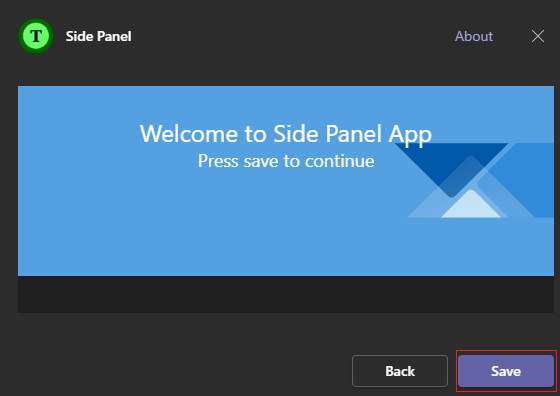 T
Side Panel
About
Welcome to Side Panel App
Press save to continue
Back
Save